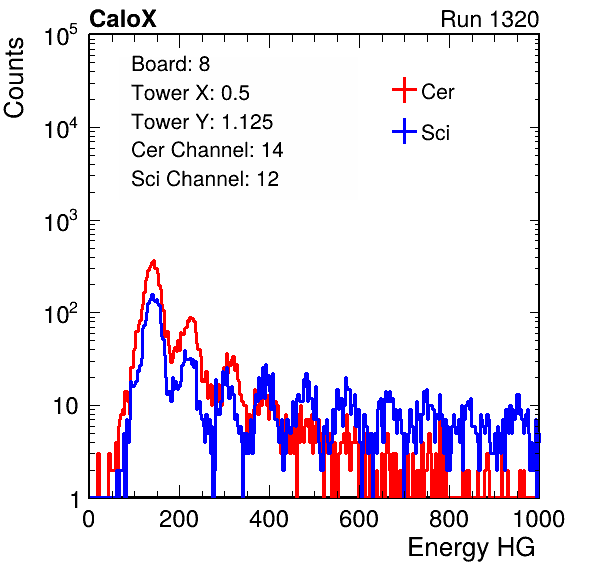 CaloX Run 1320
Counts
Board: 8
Tower X: 0.5
Tower Y: 1.125
Cer Channel: 14
Sci Channel: 12
Cer
Sci
10^5
10^4
10^3
10^2
10
1
0 200 400 600 800 1000
Energy HG